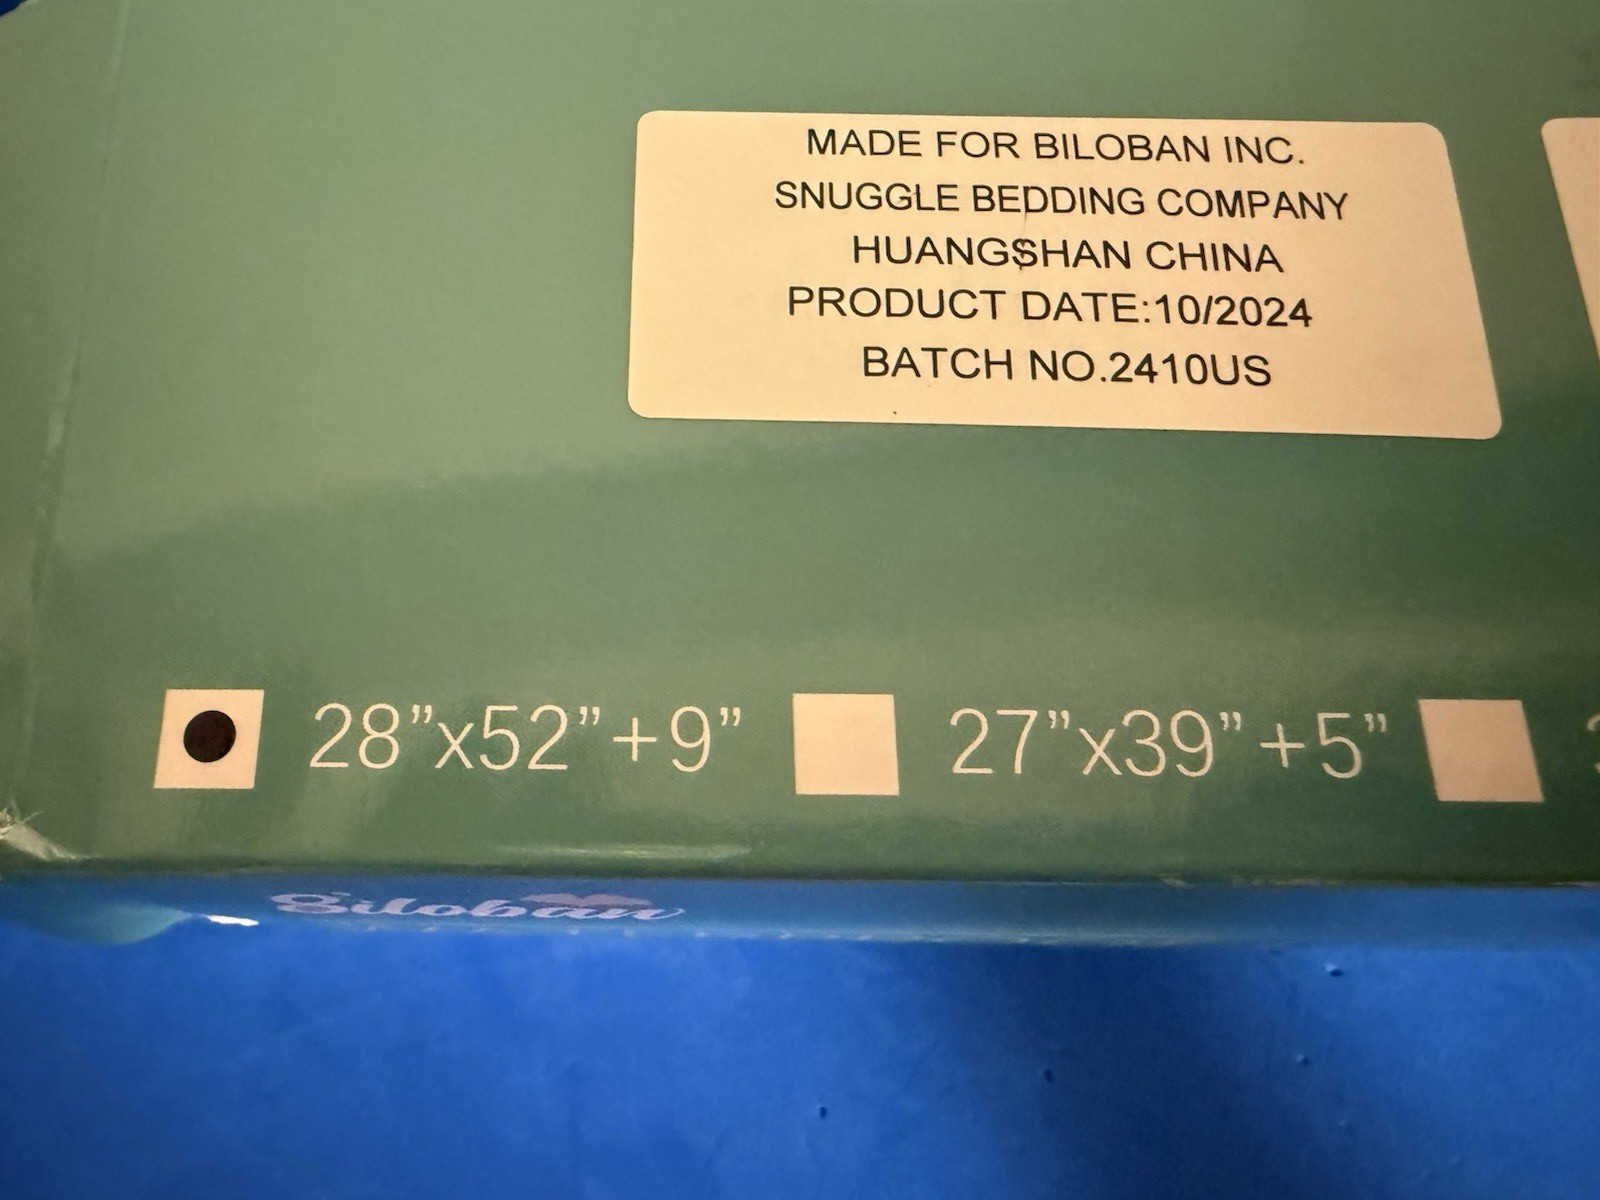 MADE FOR BILOBAN INC.
SNUGGLE BEDDING COMPANY
HUANGSHAN CHINA
PRODUCT DATE:10/2024
BATCH NO.2410US
28”x52”+9” 27”x39”+5”
Biloban